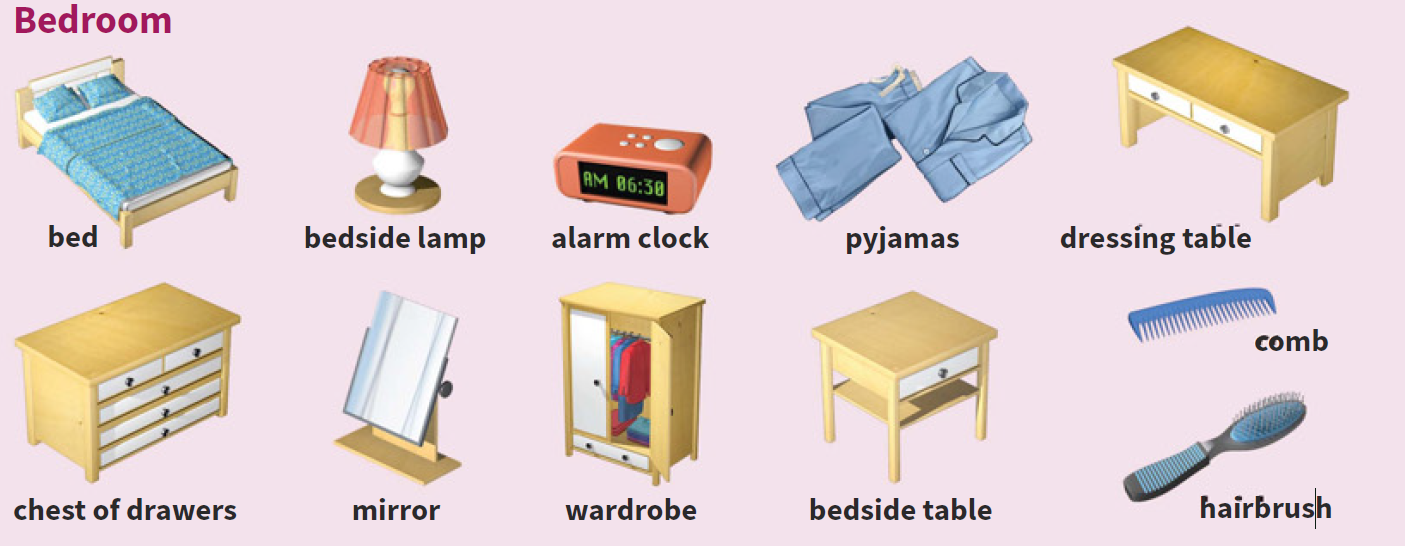 Bedroom
bed
bedside lamp
alarm clock
AM 06:30
pyjamas
dressing table
chest of drawers
mirror
wardrobe
bedside table
comb
hairbrush